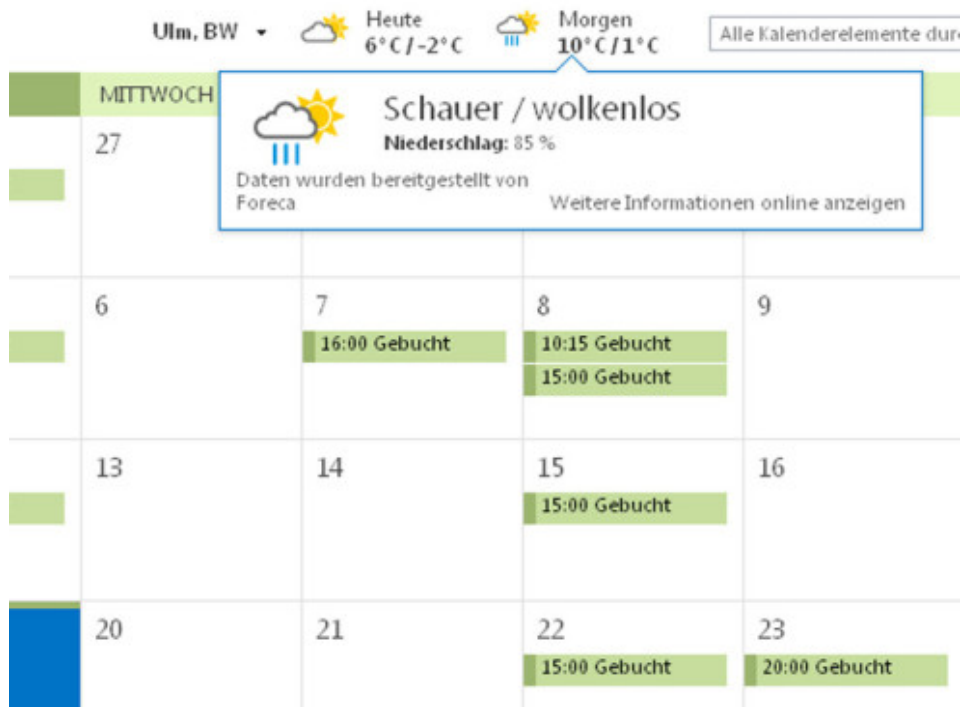 Ulm, BW
Heute
6°C/-2°C
Morgen
10°C/1°C
Alle Kalenderelemente
MITTWOCH
Schauer / wolkenlos
Niederschlag: 85 %
Daten wurden bereitgestellt von
Foreca
Weitere Informationen online anzeigen
27
6
7
8
9
16:00 Gebucht
10:15 Gebucht
15:00 Gebucht
13
14
15
16
15:00 Gebucht
20
21
22
23
15:00 Gebucht
20:00 Gebucht